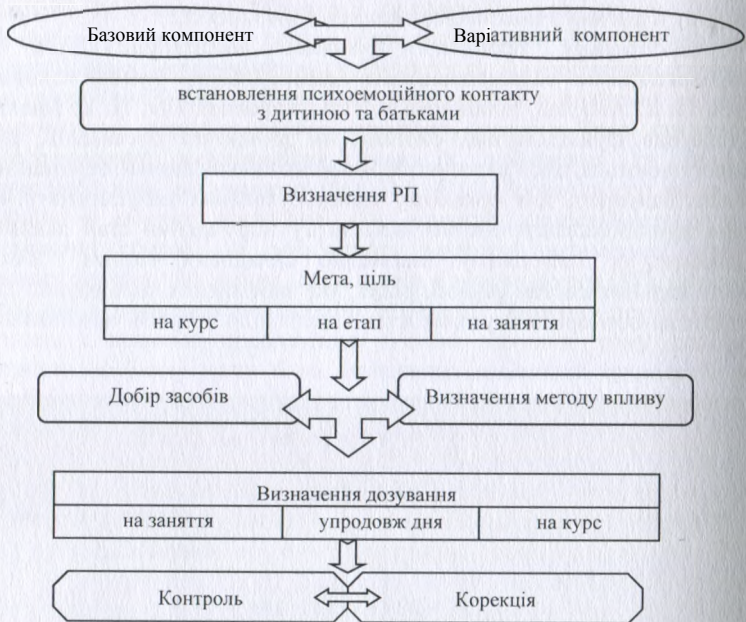 Базовий компонент
Варіативний компонент
встановлення психоемоційного контакту
з дитиною та батьками
Визначення РП
Мета, ціль
на курс
на етап
на заняття
Добір засобів
Визначення методу впливу
Визначення дозування
на заняття
упродовж дня
на курс
Контроль
Корекція